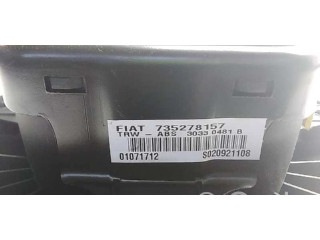 FIAT 735278157
TRW - ABS 3033 0481 B
01071712 S020921108